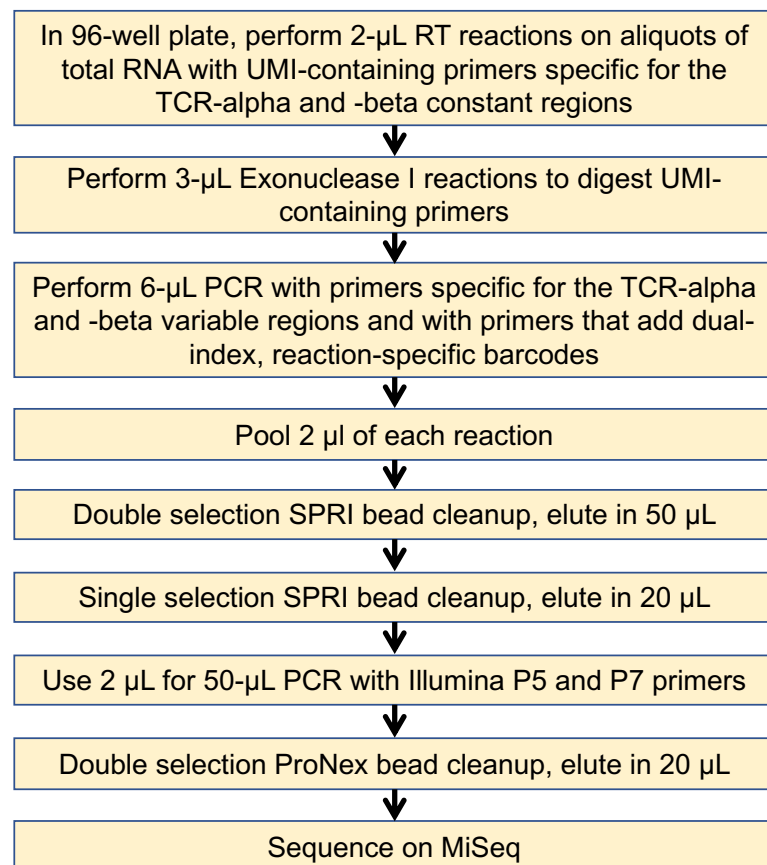 In 96-well plate, perform 2-µL RT reactions on aliquots of
total RNA with UMI-containing primers specific for the
TCR-alpha and -beta constant regions
Perform 3-µL Exonuclease I reactions to digest UMI-
containing primers
Perform 6-µL PCR with primers specific for the TCR-alpha
and -beta variable regions and with primers that add dual-
index, reaction-specific barcodes
Pool 2 µl of each reaction
Double selection SPRI bead cleanup, elute in 50 µL
Single selection SPRI bead cleanup, elute in 20 µL
Use 2 µL for 50-µL PCR with Illumina P5 and P7 primers
Double selection ProNex bead cleanup, elute in 20 µL
Sequence on MiSeq